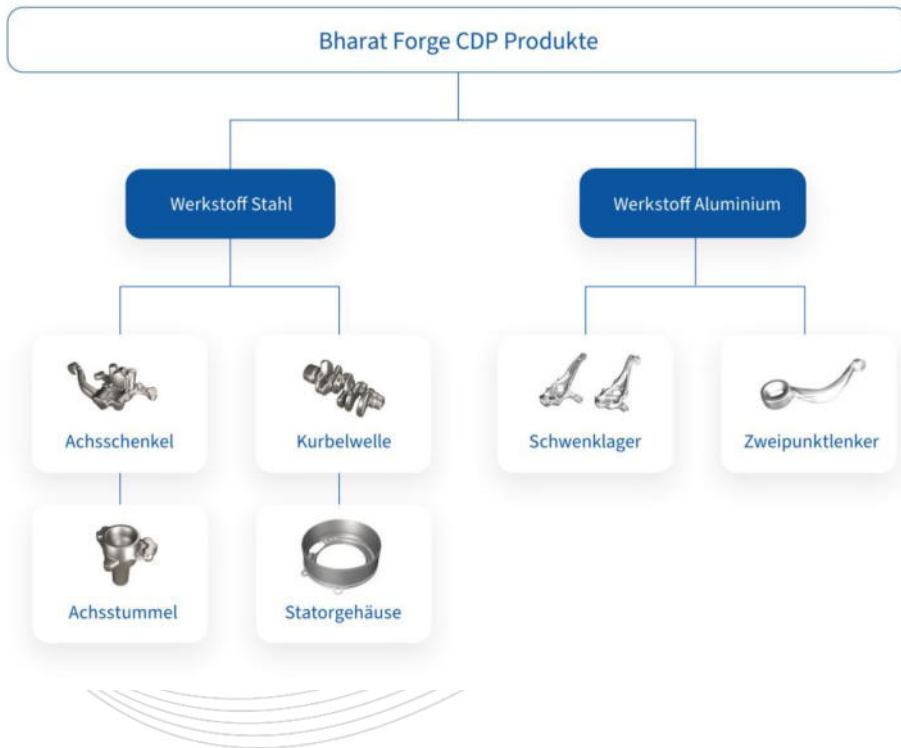 Bharat Forge CDP Produkte
Werkstoff Stahl
Werkstoff Aluminium
Achsschenkel
Kurbelwelle
Schwenklager
Zweipunktlenker
Achsstummel
Statorgehäuse